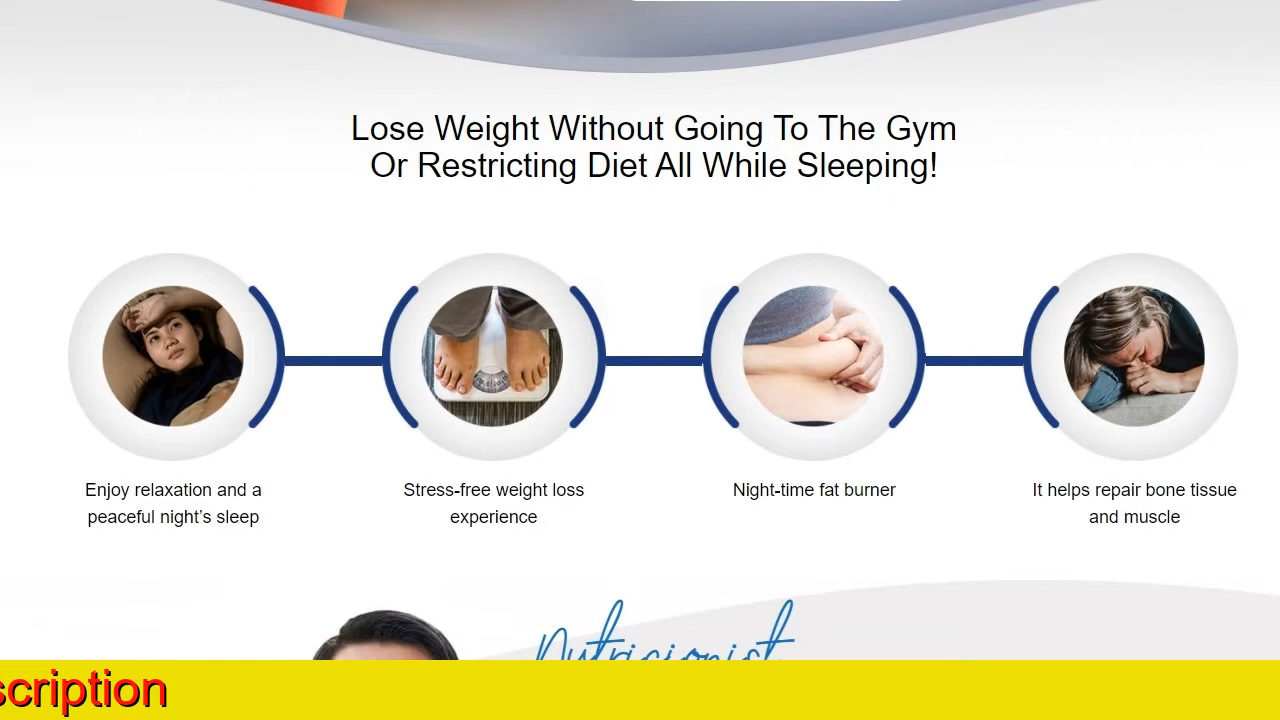 Lose Weight Without Going To The Gym
Or Restricting Diet All While Sleeping!
Enjoy relaxation and a
peaceful night's sleep
Stress-free weight loss
experience
Night-time fat burner
It helps repair bone tissue
and muscle
Nutricionist
scription